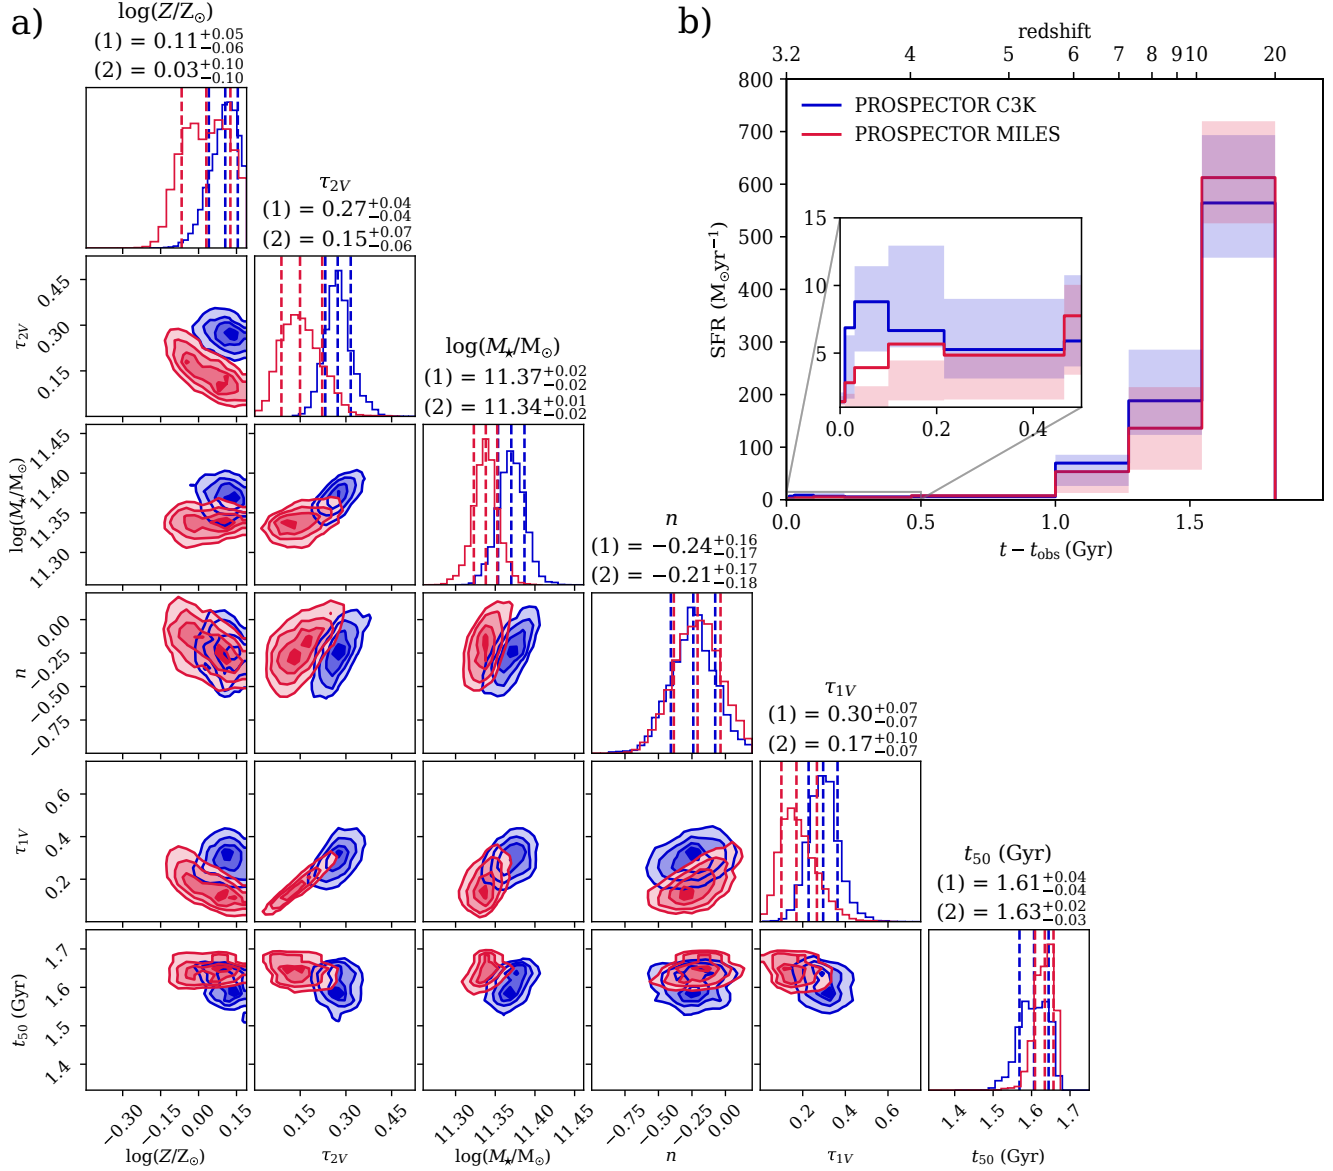 a)
log(Z/Z⊙)
(1) = 0.11+0.05−0.06
(2) = 0.03+0.10−0.10
τ2V
(1) = 0.27+0.04−0.04
(2) = 0.15+0.07−0.06
log(M★/M⊙)
(1) = 11.37+0.02−0.02
(2) = 11.34+0.01−0.02
n
(1) = −0.24+0.16−0.17
(2) = −0.21+0.17−0.18
τ1V
(1) = 0.30+0.07−0.07
(2) = 0.17+0.10−0.07
t50 (Gyr)
(1) = 1.61+0.04−0.04
(2) = 1.63+0.02−0.03
τ2V
0.45
0.30
0.15
log(M★/M⊙)
11.45
11.40
11.35
11.30
n
0.00
−0.25
−0.50
−0.75
τ1V
0.6
0.4
0.2
t50 (Gyr)
1.7
1.6
1.5
1.4
−0.30 −0.15 0.00 0.15
log(Z/Z⊙)
0.15 0.30 0.45
τ2V
11.30 11.35 11.40 11.45
log(M★/M⊙)
−0.75 −0.50 −0.25 0.00
n
0.2 0.4 0.6
τ1V
1.4 1.5 1.6 1.7
t50 (Gyr)
b)
redshift
3.2 4 5 6 7 8 9 10 20
PROSPECTOR C3K
PROSPECTOR MILES
SFR (M⊙yr−1)
800
700
600
500
400
300
200
100
0
15
10
5
0.0 0.2 0.4
0.0 0.5 1.0 1.5
t − tobs (Gyr)